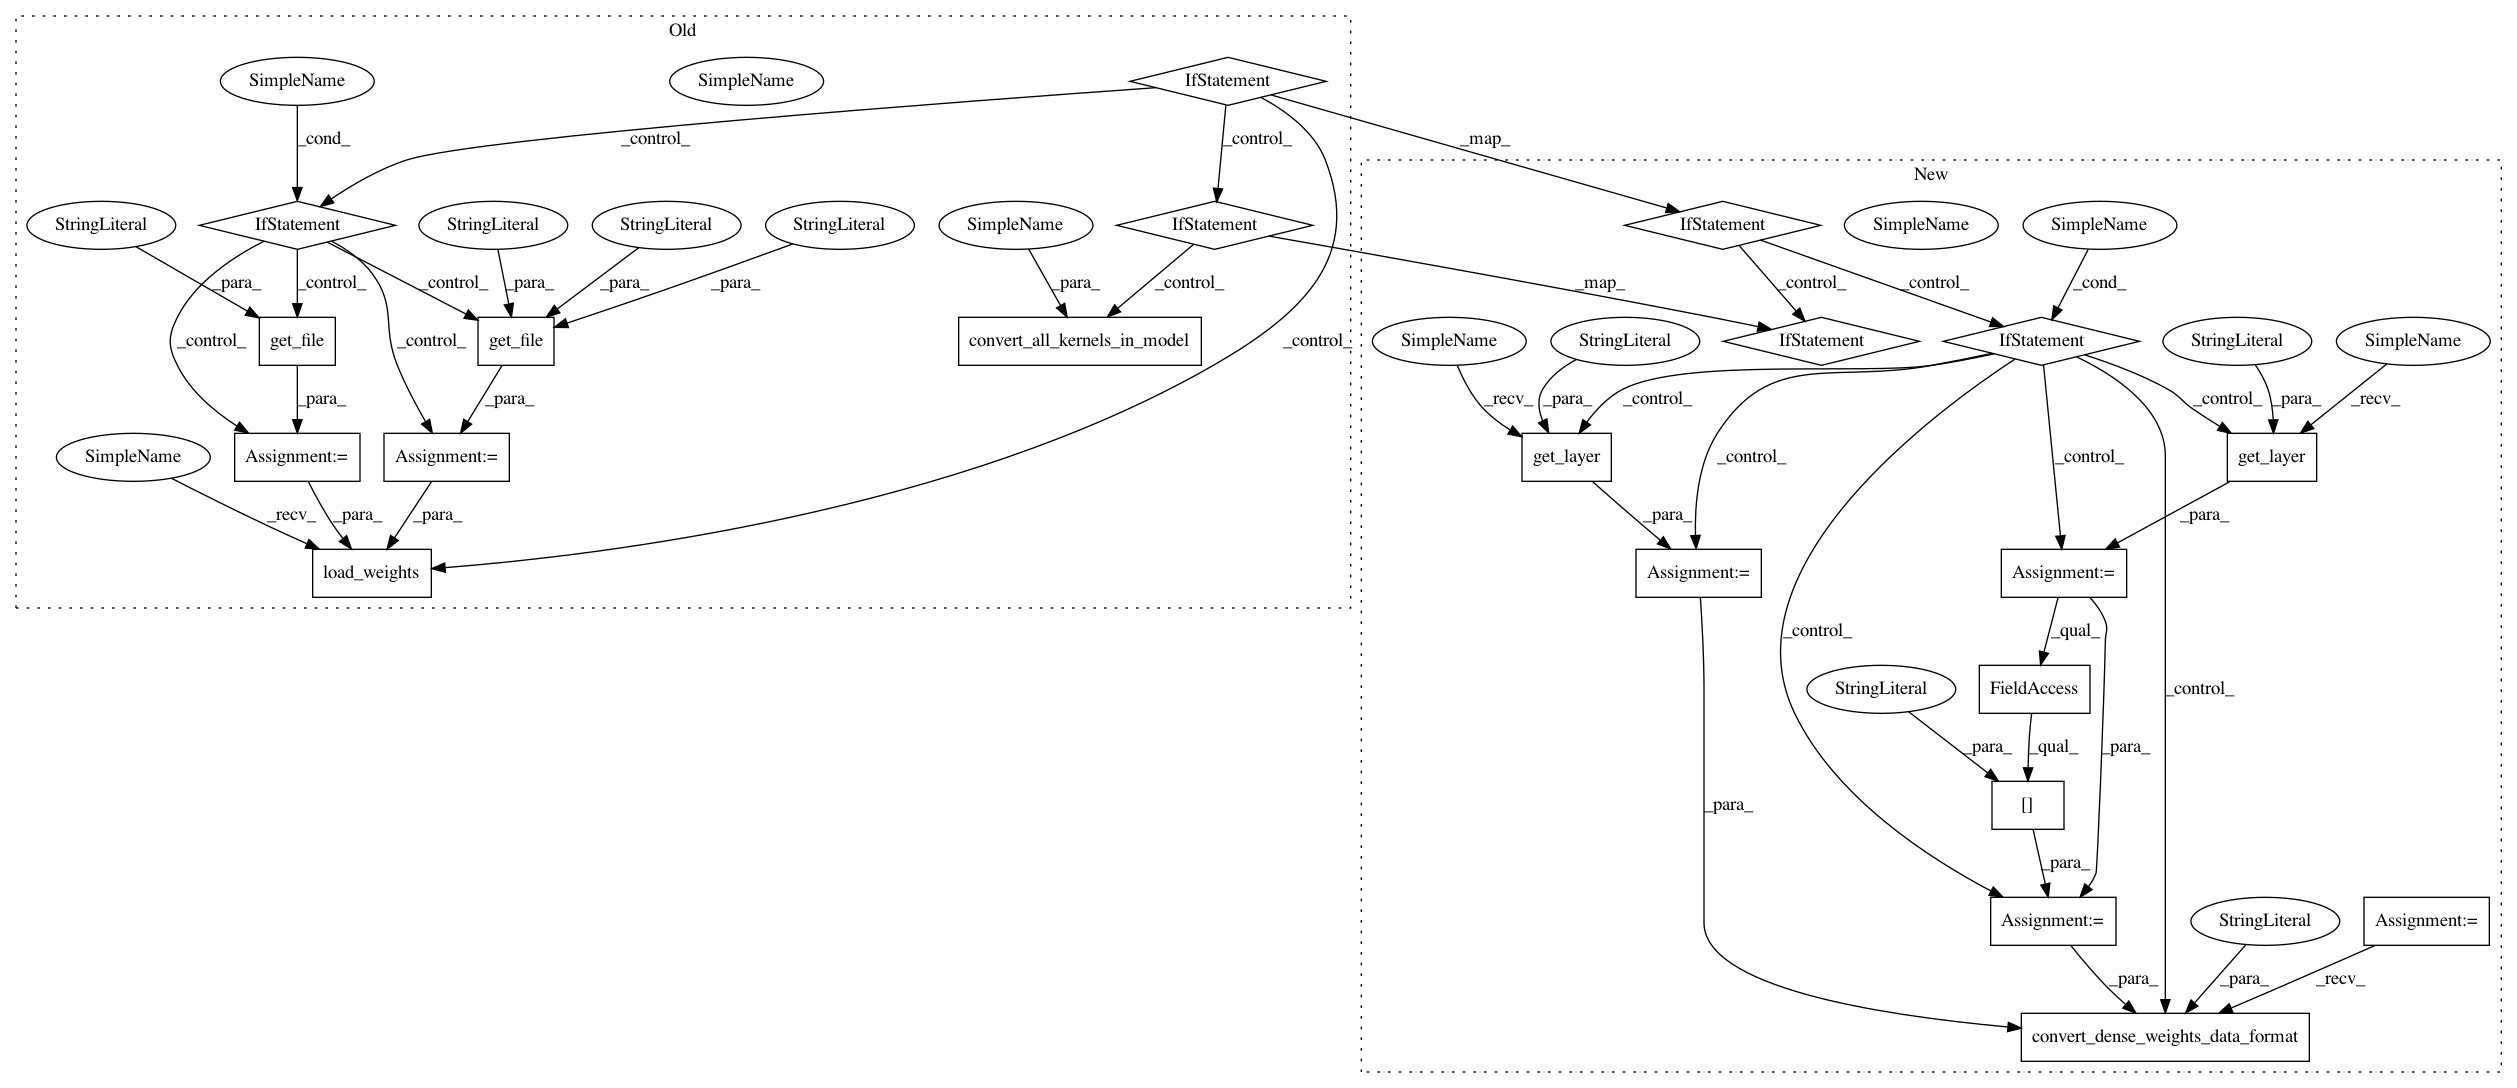 Old
SimpleName
SimpleName
IfStatement
_cond_
_control_
_control_
_map_
New
StringLiteral
IfStatement
StringLiteral
StringLiteral
StringLiteral
SimpleName
IfStatement
IfStatement
SimpleName
SimpleName
_para_
_control_
_control_
_para_
_para_
_para_
_para_
_control_
_map_
_control_
_control_
_cond_
_control_
get_file
_control_
get_file
convert_all_kernels_in_model
_control_
SimpleName
StringLiteral
IfStatement
IfStatement
StringLiteral
SimpleName
_para_
_para_
_recv_
_para_
_control_
_control_
_para_
_recv_
SimpleName
Assignment:=
Assignment:=
get_layer
_control_
_control_
get_layer
_recv_
_para_
_para_
_para_
_para_
load_weights
Assignment:=
Assignment:=
_control_
_qual_
StringLiteral
FieldAccess
_control_
_para_
_qual_
_para_
_para_
[]
_para_
Assignment:=
StringLiteral
Assignment:=
_para_
_para_
_recv_
convert_dense_weights_data_format